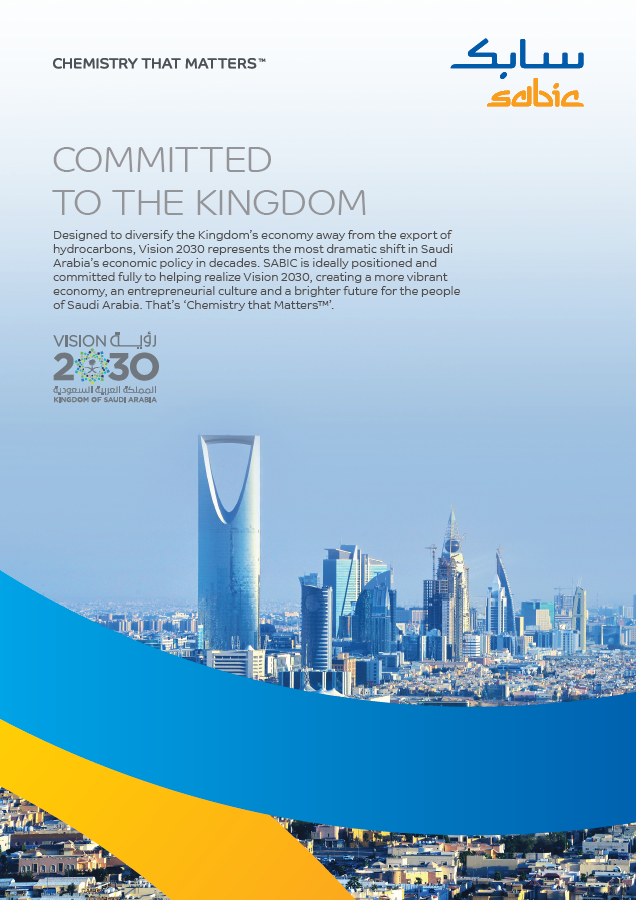 CHEMISTRY THAT MATTERS™
سابك
sabic
COMMITTED
TO THE KINGDOM
Designed to diversify the Kingdom’s economy away from the export of
hydrocarbons, Vision 2030 represents the most dramatic shift in Saudi
Arabia’s economic policy in decades. SABIC is ideally positioned and
committed fully to helping realize Vision 2030, creating a more vibrant
economy, an entrepreneurial culture and a brighter future for the people
of Saudi Arabia. That’s ‘Chemistry that Matters™’.
VISION رؤيــة
2030
المملكة العربية السعودية
KINGDOM OF SAUDI ARABIA